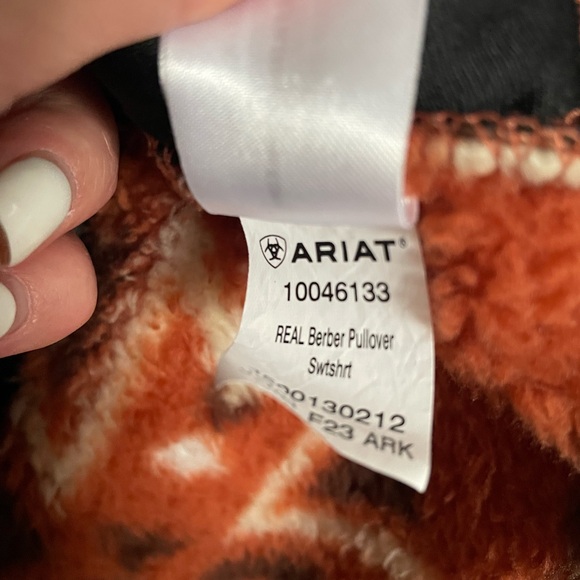 ARIAT®
10046133
REAL Berber Pullover
Swtshrt
F23 ARK